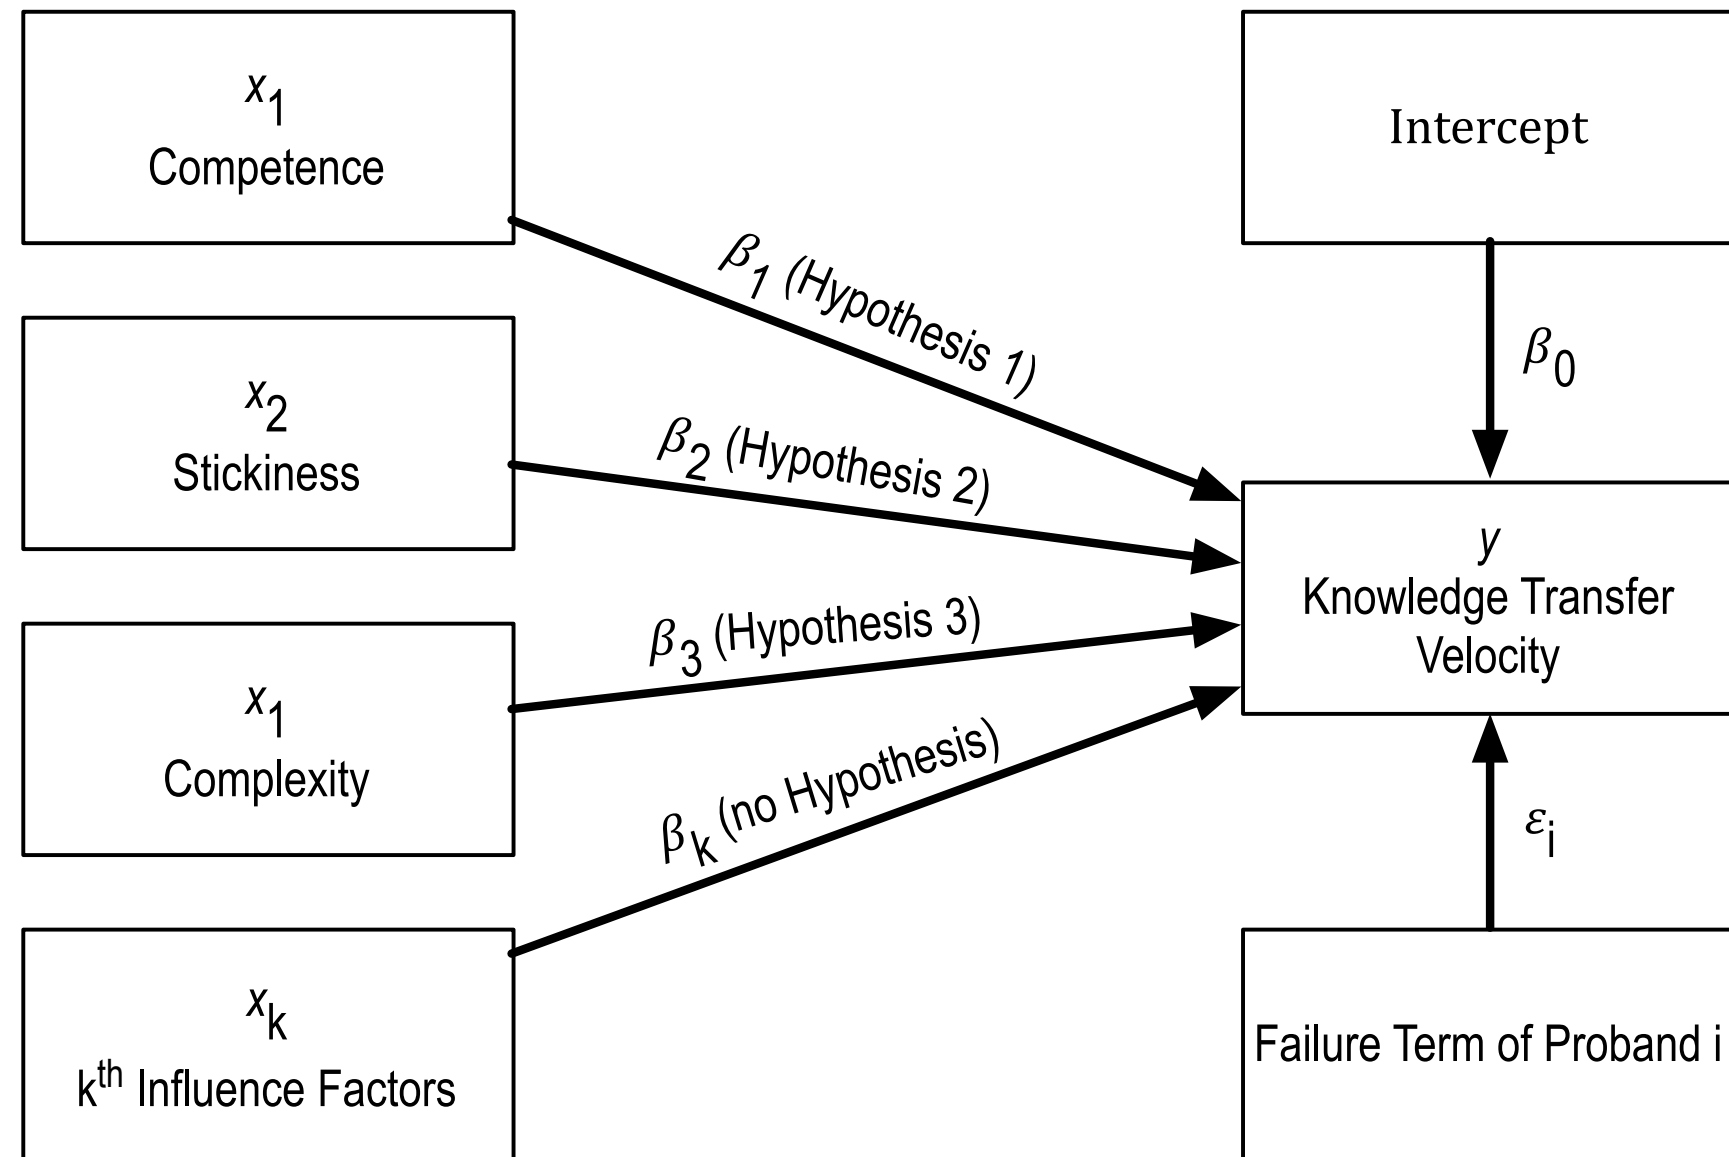 x1
Competence
x2
Stickiness
x1
Complexity
xk
kth Influence Factors
β1 (Hypothesis 1)
β2 (Hypothesis 2)
β3 (Hypothesis 3)
βk (no Hypothesis)
Intercept
β0
y
Knowledge Transfer
Velocity
εi
Failure Term of Proband i